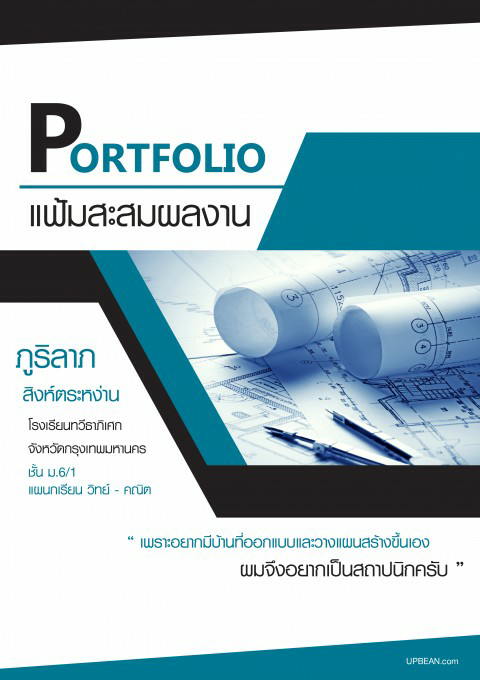 PORTFOLIO
แฟ้มสะสมผลงาน
ภูริลาภ
สิงห์ตระหง่าน
โรงเรียนทวีธาภิเศก
จังหวัดกรุงเทพมหานคร
ชั้น ม.6/1
แผนกเรียน วิทย์ - คณิต
“ เพราะอยากมีบ้านที่ออกแบบและวางแผนสร้างขึ้นเอง
ผมจึงอยากเป็นสถาปนิกครับ ”
UPBEAN.com